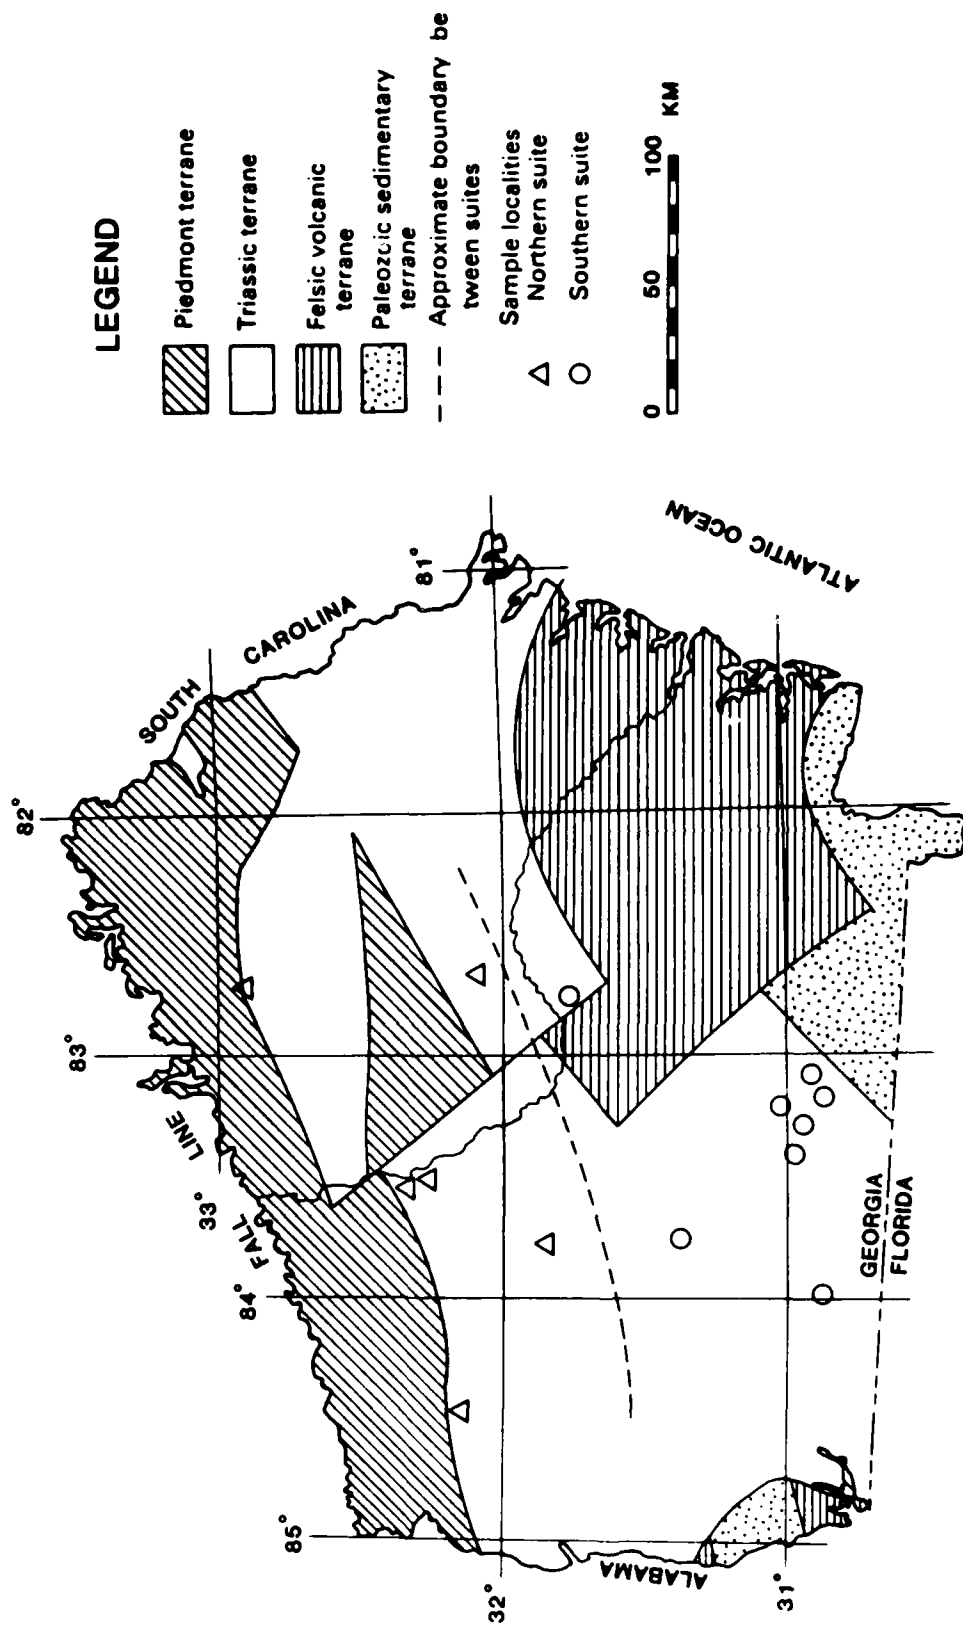 LEGEND
Piedmont terrane
Triassic terrane
Felsic volcanic
terrane
Paleozoic sedimentary
terrane
Approximate boundary be
tween suites
Sample localities
Northern suite
Southern suite
0 50 100 KM
SOUTH CAROLINA
FALL LINE
ATLANTIC OCEAN
GEORGIA
FLORIDA
ALABAMA
85°
84°
83°
82°
81°
33°
32°
31°